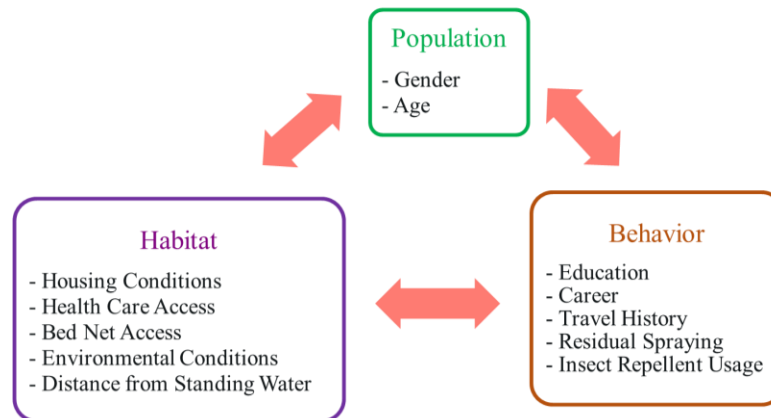 Population
- Gender
- Age
Habitat
- Housing Conditions
- Health Care Access
- Bed Net Access
- Environmental Conditions
- Distance from Standing Water
Behavior
- Education
- Career
- Travel History
- Residual Spraying
- Insect Repellent Usage